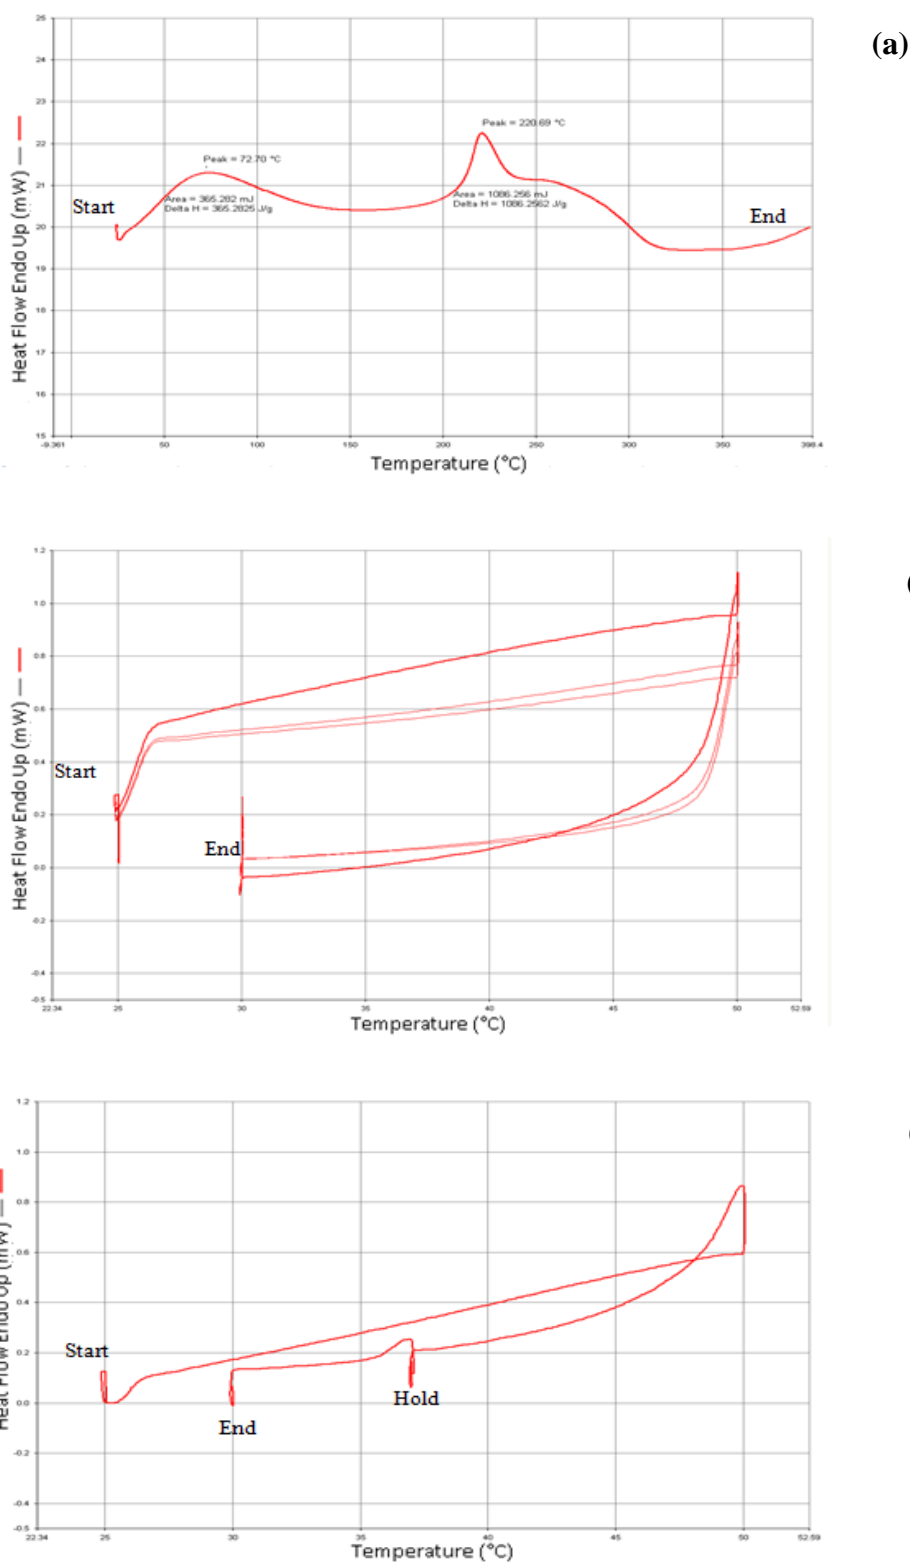 (a)
25
24
23
22
21
20
19
18
17
16
15
Heat Flow Endo Up (mW)
Peak = 220.69 °C
Peak = 72.70 °C
Area = 365.282 mJ
Delta H = 365.2825 J/g
Area = 1086.256 mJ
Delta H = 1086.2562 J/g
Start
End
-9.361 50 100 150 200 250 300 350 398.4
Temperature (°C)
(
1.2
1.0
0.8
0.6
0.4
0.2
0.0
-0.2
-0.4
-0.5
Heat Flow Endo Up (mW)
Start
End
22.34 25 30 35 40 45 50 52.59
Temperature (°C)
(
1.2
1.0
0.8
0.6
0.4
0.2
0.0
-0.2
-0.4
-0.5
Heat Flow Endo Up (mW)
Start
Hold
End
22.34 25 30 35 40 45 50 52.59
Temperature (°C)